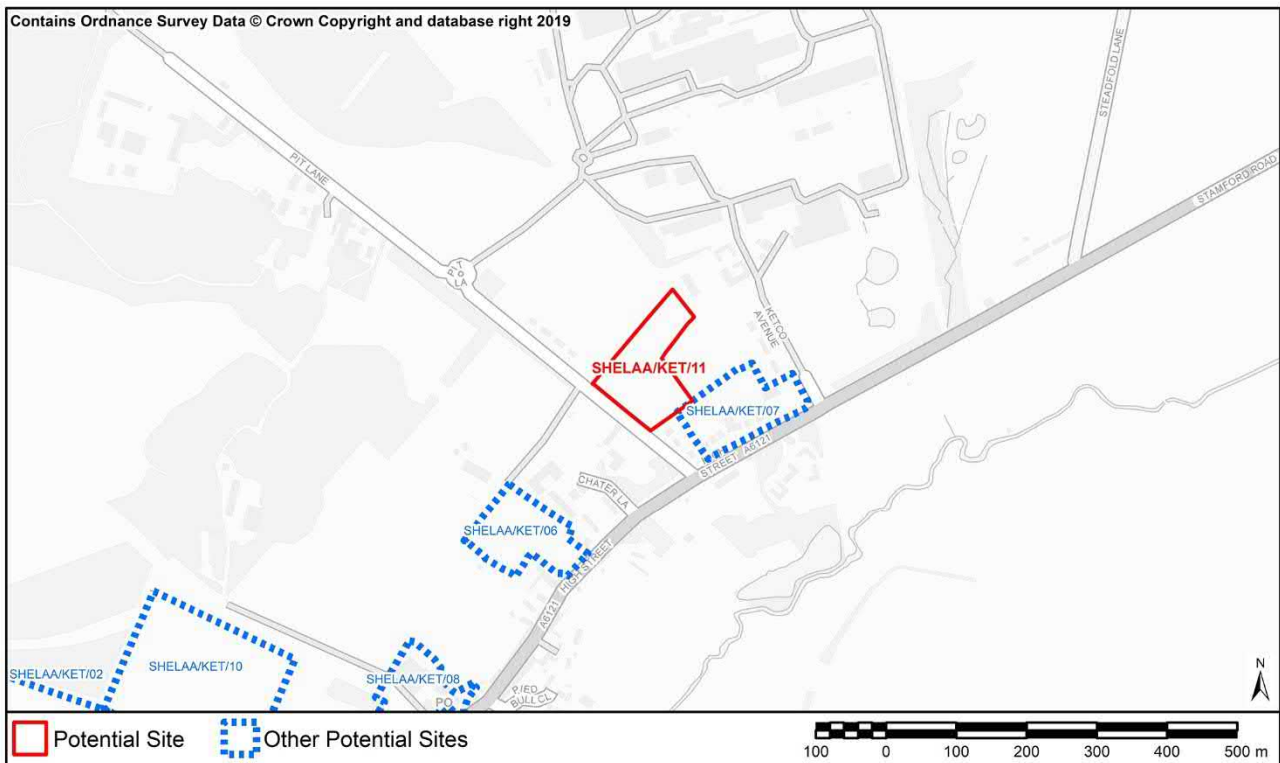 Contains Ordnance Survey Data © Crown Copyright and database right 2019
STEADFOLD LANE
PIT LANE
STAMFORD ROAD
PIT
LA
KETCO
AVENUE
SHELAA/KET/11
SHELAA/KET/07
STREET A6121
CHATER LA
SHELAA/KET/06
A6121 HIGH STREET
SHELAA/KET/02
SHELAA/KET/10
SHELAA/KET/08
PO
PIED
BULL CL
N
Potential Site
Other Potential Sites
100 0 100 200 300 400 500 m